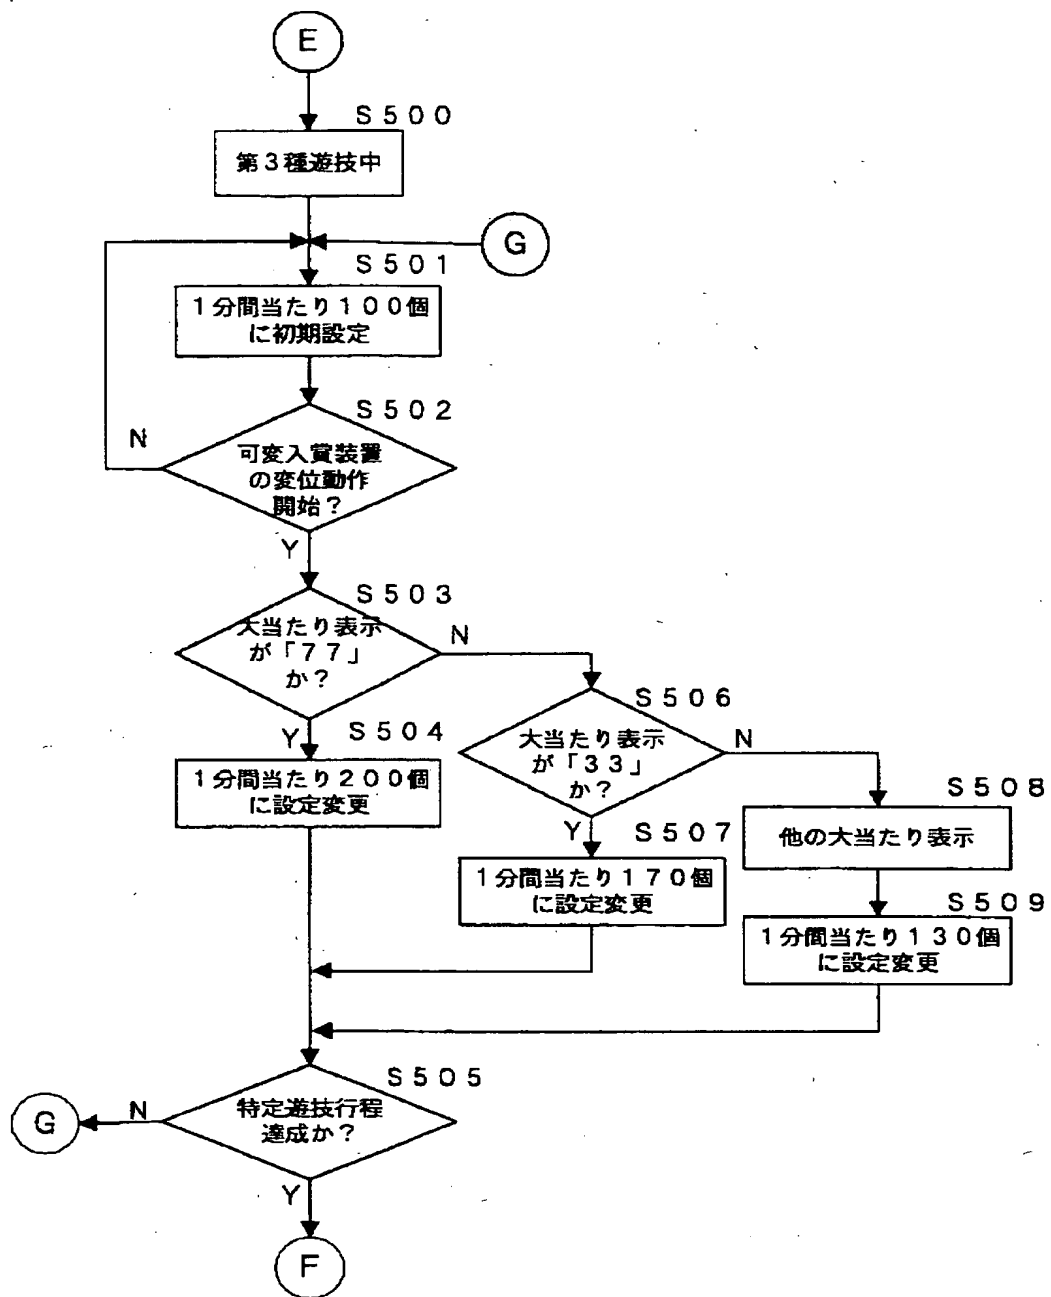 E
S500
第3種遊技中
G
S501
1分間当たり100個
に初期設定
S502
N
可変入賞装置
の変位動作
開始?
Y
S503
大当たり表示
が「77」
か?
N
Y
S504
1分間当たり200個
に設定変更
S506
大当たり表示
が「33」
か?
N
Y
S507
1分間当たり170個
に設定変更
S508
他の大当たり表示
S509
1分間当たり130個
に設定変更
S505
特定遊技行程
達成か?
N
G
Y
F